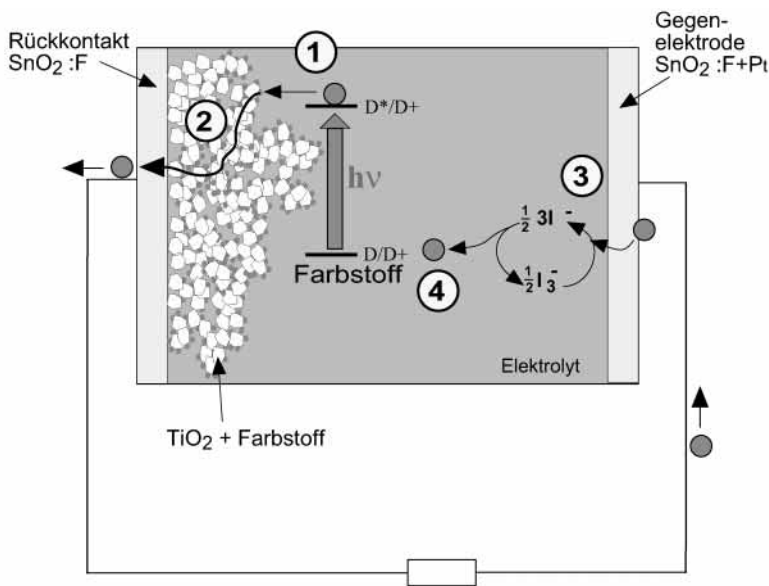 Rückkontakt
SnO2 :F
Gegen-
elektrode
SnO2 :F+Pt
1
D*/D+
2
hν
3
1/2 3I -
D/D+
Farbstoff
4
1/2 I3-
Elektrolyt
TiO2 + Farbstoff